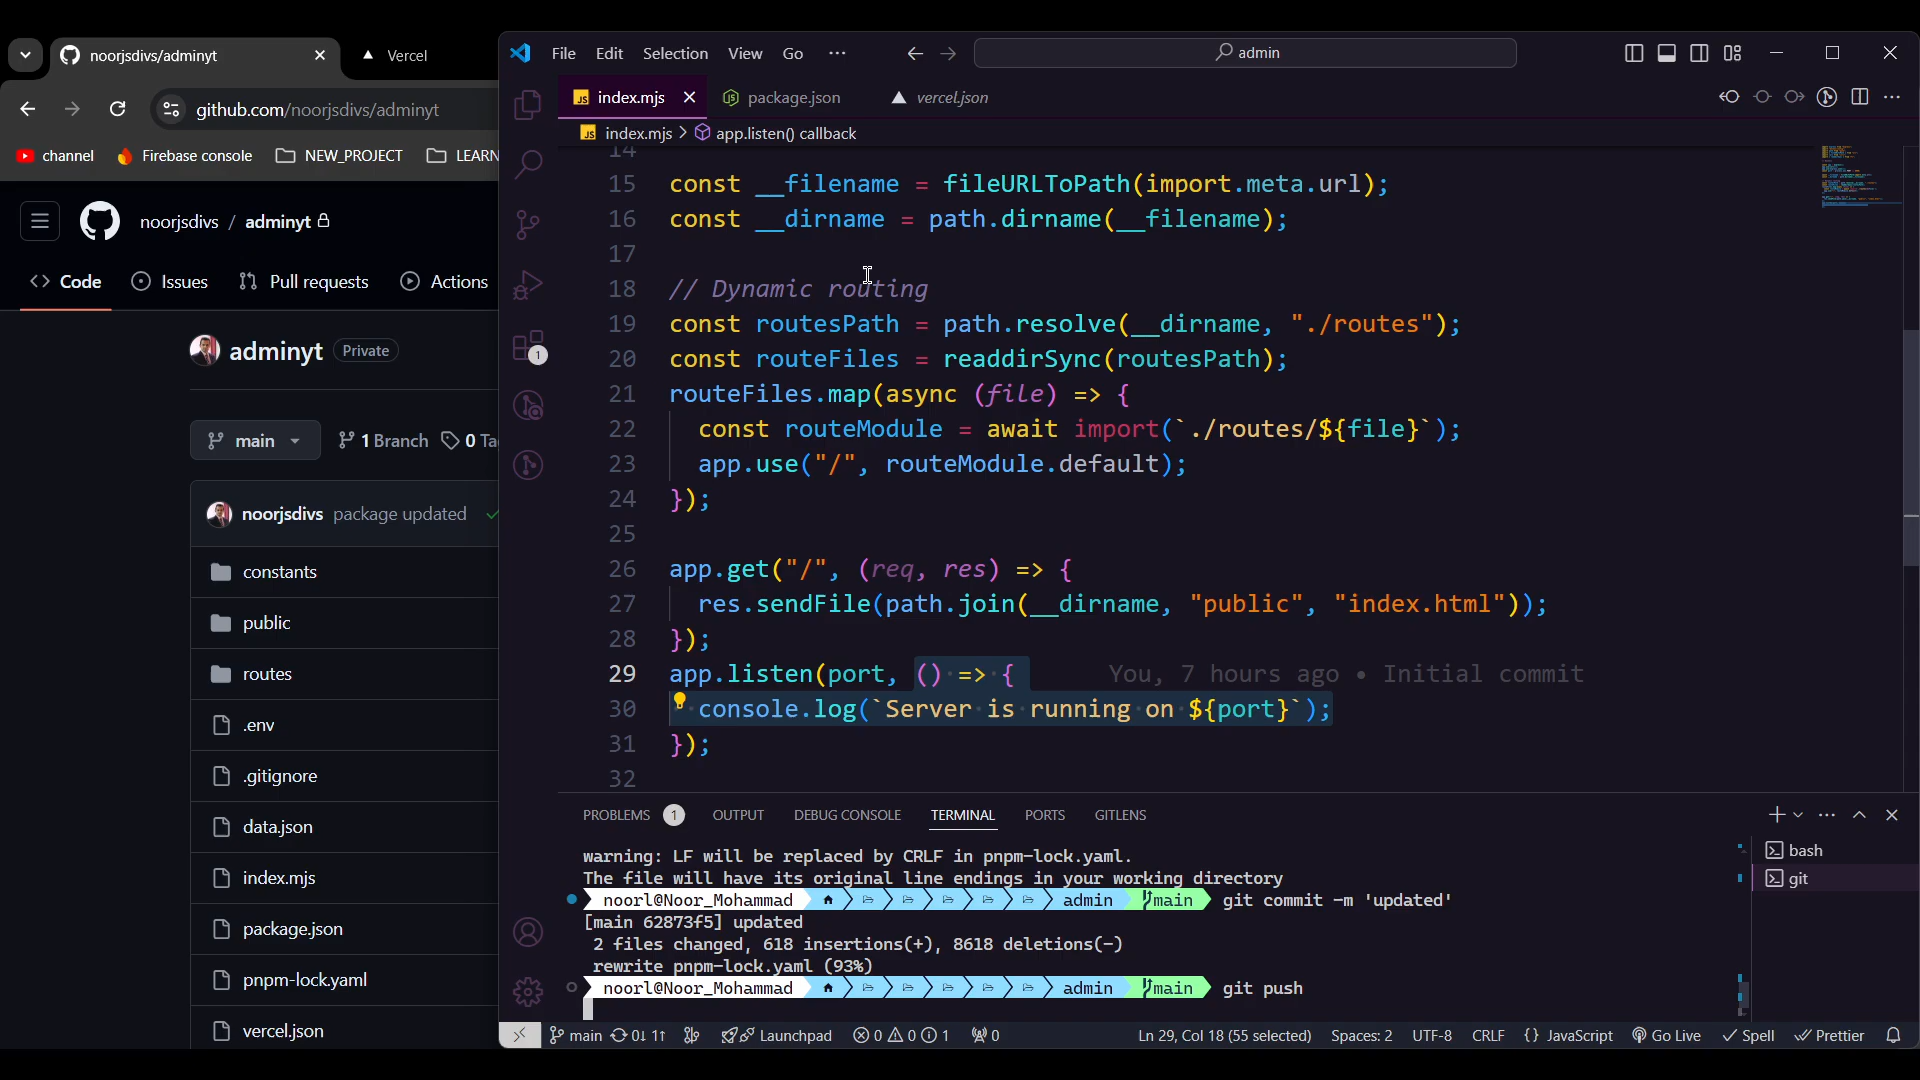 noorjsdivs/adminyt
Vercel
github.com/noorjsdivs/adminyt
channel
Firebase console
NEW_PROJECT
LEARN
noorjsdivs / adminyt
Code
Issues
Pull requests
Actions
adminyt
Private
main
1 Branch
0 Ta
noorjsdivs package updated
constants
public
routes
.env
.gitignore
data.json
index.mjs
package.json
pnpm-lock.yaml
vercel.json
File Edit Selection View Go ···
admin
index.mjs
package.json
vercel.json
index.mjs > app.listen() callback
1
14
15 const __filename = fileURLToPath(import.meta.url);
16 const __dirname = path.dirname(__filename);
17
18 // Dynamic routing
19 const routesPath = path.resolve(__dirname, "./routes");
20 const routeFiles = readdirSync(routesPath);
21 routeFiles.map(async (file) => {
22 const routeModule = await import(`./routes/${file}`);
23 app.use("/", routeModule.default);
24 });
25
26 app.get("/", (req, res) => {
27 res.sendFile(path.join(__dirname, "public", "index.html"));
28 });
29 app.listen(port, () => { You, 7 hours ago • Initial commit
30 console.log(`Server is running on ${port}`);
31 });
32
PROBLEMS 1 OUTPUT DEBUG CONSOLE TERMINAL PORTS GITLENS
warning: LF will be replaced by CRLF in pnpm-lock.yaml.
The file will have its original line endings in your working directory
noorl@Noor_Mohammad admin main git commit -m 'updated'
[main 62873f5] updated
2 files changed, 618 insertions(+), 8618 deletions(-)
rewrite pnpm-lock.yaml (93%)
noorl@Noor_Mohammad admin main git push
bash
git
main 0↓ 1↑ Launchpad 0 0 1 0 Ln 29, Col 18 (55 selected) Spaces: 2 UTF-8 CRLF {} JavaScript Go Live Spell Prettier